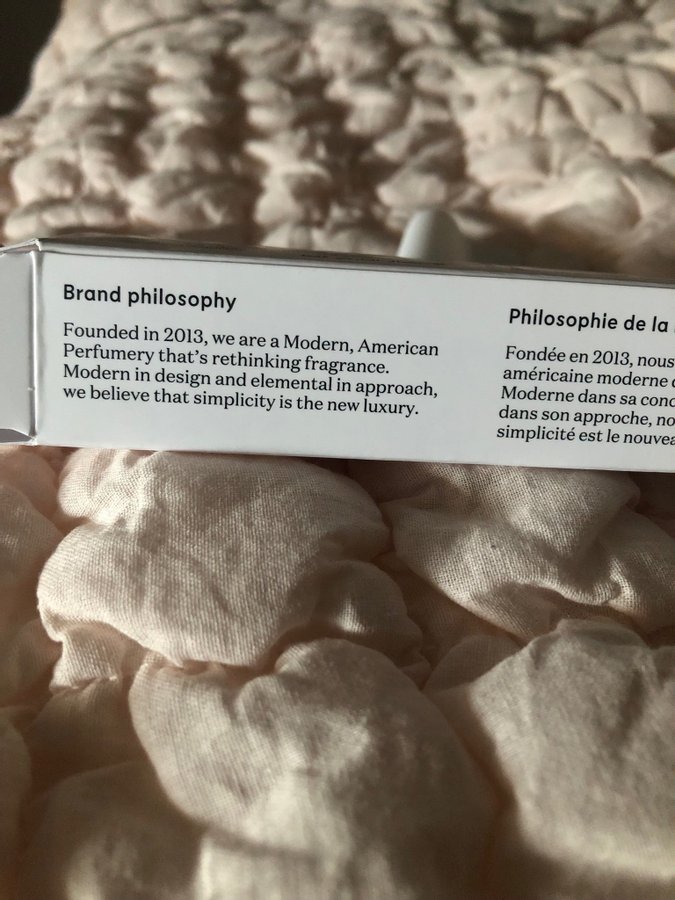 Brand philosophy
Founded in 2013, we are a Modern, American
Perfumery that’s rethinking fragrance.
Modern in design and elemental in approach,
we believe that simplicity is the new luxury.
Philosophie de la
Fondée en 2013, nous
américaine moderne
Moderne dans sa
dans son approche,
simplicité est le